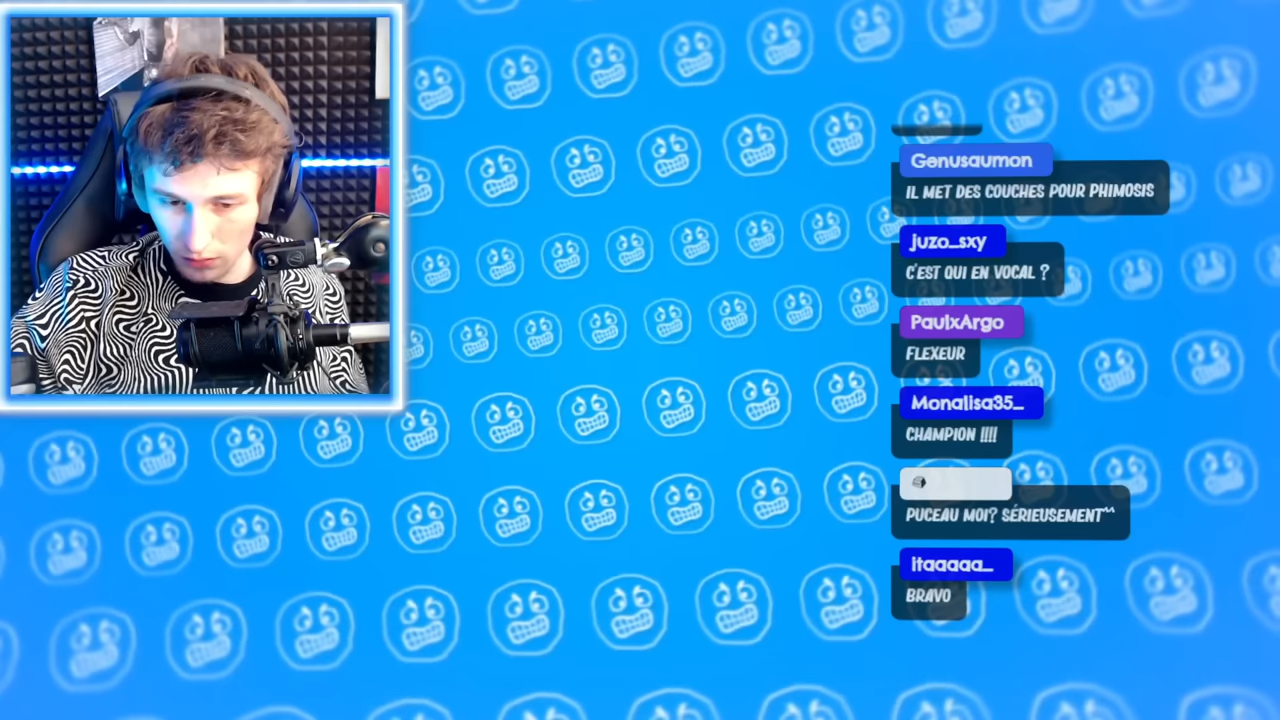 Genusaumon
IL MET DES COUCHES POUR PHIMOSIS
juzo_sxy
C'EST QUI EN VOCAL ?
PaulxArgo
FLEXEUR
Monalisa35_
CHAMPION !!!!
PUCEAU MOI? SÉRIEUSEMENT^^
itaaaaa_
BRAVO